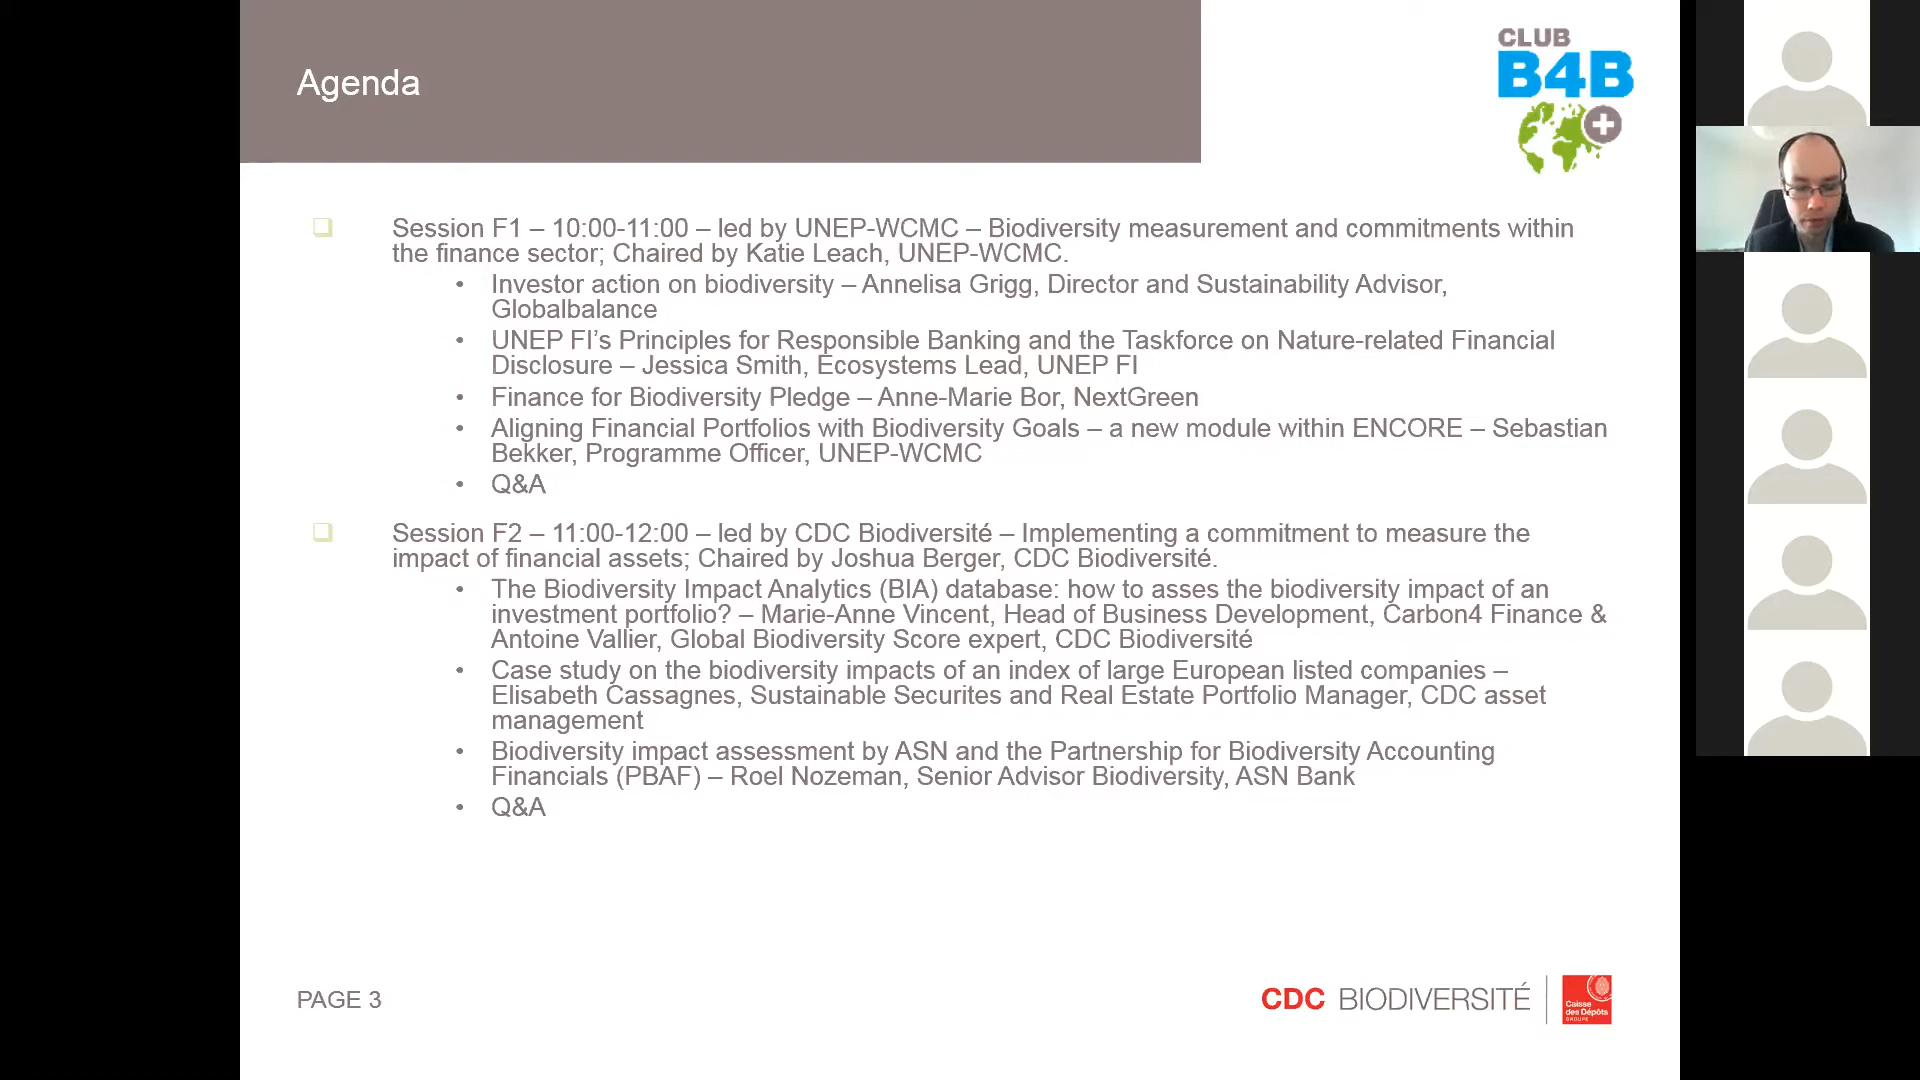 Agenda
CLUB
B4B
Session F1 – 10:00-11:00 – led by UNEP-WCMC – Biodiversity measurement and commitments within
the finance sector; Chaired by Katie Leach, UNEP-WCMC.
• Investor action on biodiversity – Annelisa Grigg, Director and Sustainability Advisor,
Globalbalance
• UNEP FI’s Principles for Responsible Banking and the Taskforce on Nature-related Financial
Disclosure – Jessica Smith, Ecosystems Lead, UNEP FI
• Finance for Biodiversity Pledge – Anne-Marie Bor, NextGreen
• Aligning Financial Portfolios with Biodiversity Goals – a new module within ENCORE – Sebastian
Bekker, Programme Officer, UNEP-WCMC
• Q&A
Session F2 – 11:00-12:00 – led by CDC Biodiversité – Implementing a commitment to measure the
impact of financial assets; Chaired by Joshua Berger, CDC Biodiversité.
• The Biodiversity Impact Analytics (BIA) database: how to asses the biodiversity impact of an
investment portfolio? – Marie-Anne Vincent, Head of Business Development, Carbon4 Finance &
Antoine Vallier, Global Biodiversity Score expert, CDC Biodiversité
• Case study on the biodiversity impacts of an index of large European listed companies –
Elisabeth Cassagnes, Sustainable Securites and Real Estate Portfolio Manager, CDC asset
management
• Biodiversity impact assessment by ASN and the Partnership for Biodiversity Accounting
Financials (PBAF) – Roel Nozeman, Senior Advisor Biodiversity, ASN Bank
• Q&A
PAGE 3
CDC BIODIVERSITÉ
Caisse
des Dépôts
GROUPE